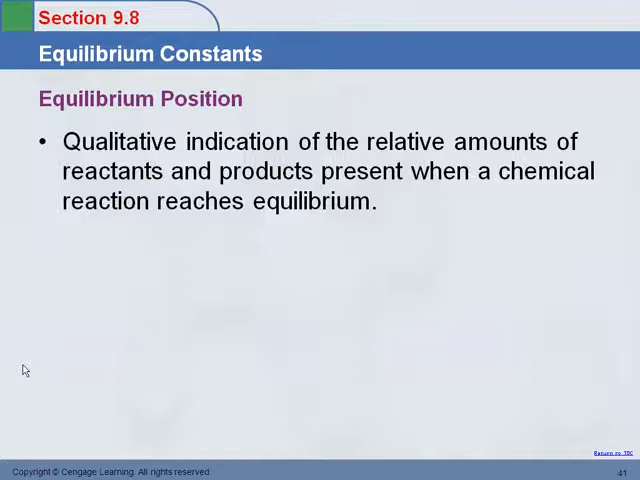 Section 9.8
Equilibrium Constants
Equilibrium Position
• Qualitative indication of the relative amounts of
reactants and products present when a chemical
reaction reaches equilibrium.
Return to TOC
Copyright © Cengage Learning. All rights reserved
41